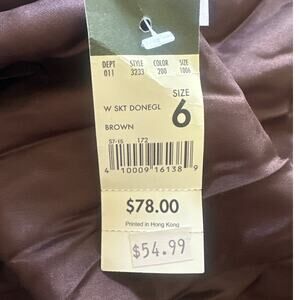 DEPT STYLE COLOR SIZE
011 3233 200 1006
W SKT DONEGL
SIZE
6
BROWN
57-15 172
4 10009 16138 9
$78.00
Printed in Hong Kong
$54.99